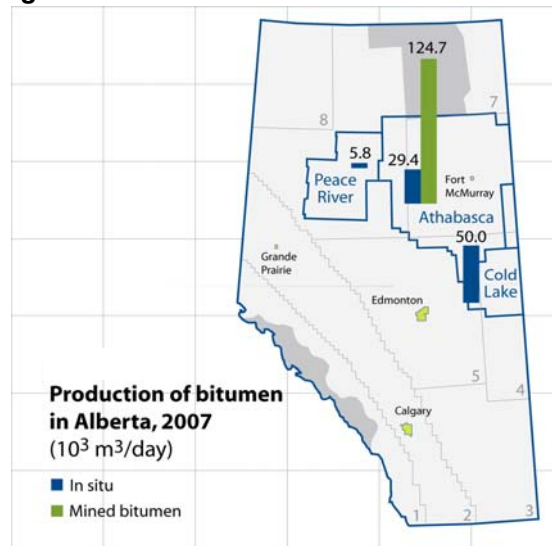 124.7
7
8
5.8
29.4
Peace
River
Fort
McMurray
Athabasca
50.0
Grande
Prairie
Cold
Lake
Edmonton
5
4
Calgary
Production of bitumen
in Alberta, 2007
(10³ m³/day)
In situ
Mined bitumen
1
2
3